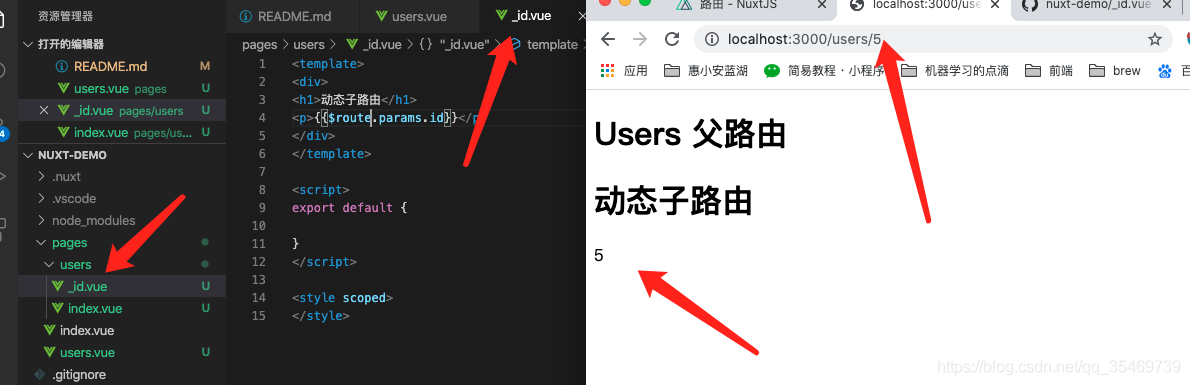 资源管理器
打开的编辑器
README.md M
users.vue pages U
_id.vue pages/users U
index.vue pages/us... U
NUXT-DEMO
.nuxt
.vscode
node_modules
pages
users
_id.vue U
index.vue U
index.vue
users.vue U
.gitignore
4
README.md users.vue _id.vue
pages > users > _id.vue > {} "_id.vue" > template
1 <template>
2 <div>
3 <h1>动态子路由</h1>
4 <p>{{$route.params.id}}</p
5 </div>
6 </template>
7
8 <script>
9 export default {
10
11 }
12 </script>
13
14 <style scoped>
15 </style>
路由 - NuxtJS localhost:3000/use nuxt-demo/_id.vue
localhost:3000/users/5
应用 惠小安蓝湖 简易教程·小程序 机器学习的点滴 前端 brew 百
Users 父路由
动态子路由
5
https://blog.csdn.net/qq_35469739